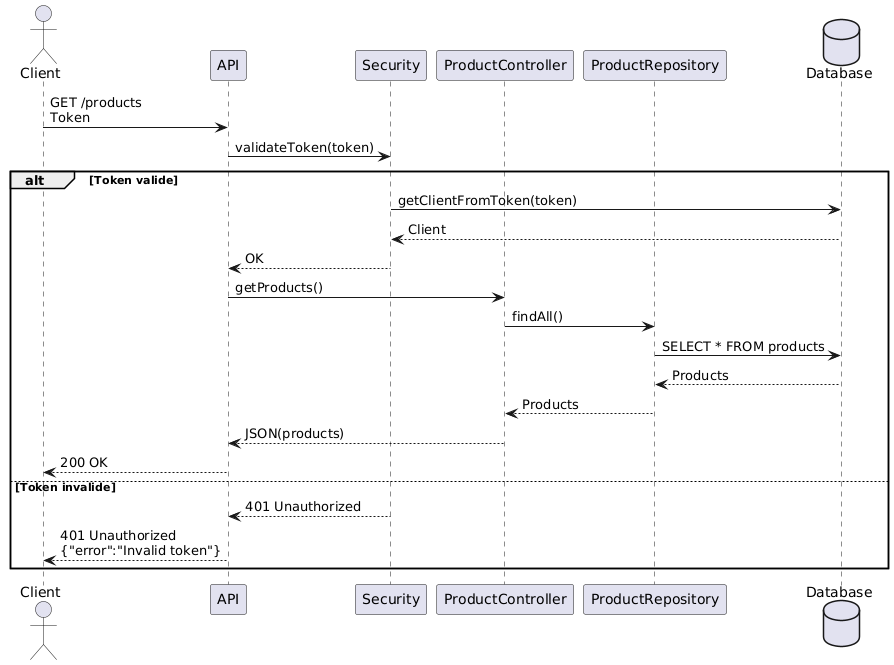 Client
API
Security
ProductController
ProductRepository
Database
GET /products
Token
validateToken(token)
alt
[Token valide]
getClientFromToken(token)
Client
OK
getProducts()
findAll()
SELECT * FROM products
Products
Products
JSON(products)
200 OK
[Token invalide]
401 Unauthorized
401 Unauthorized
{"error":"Invalid token"}
Client
API
Security
ProductController
ProductRepository
Database